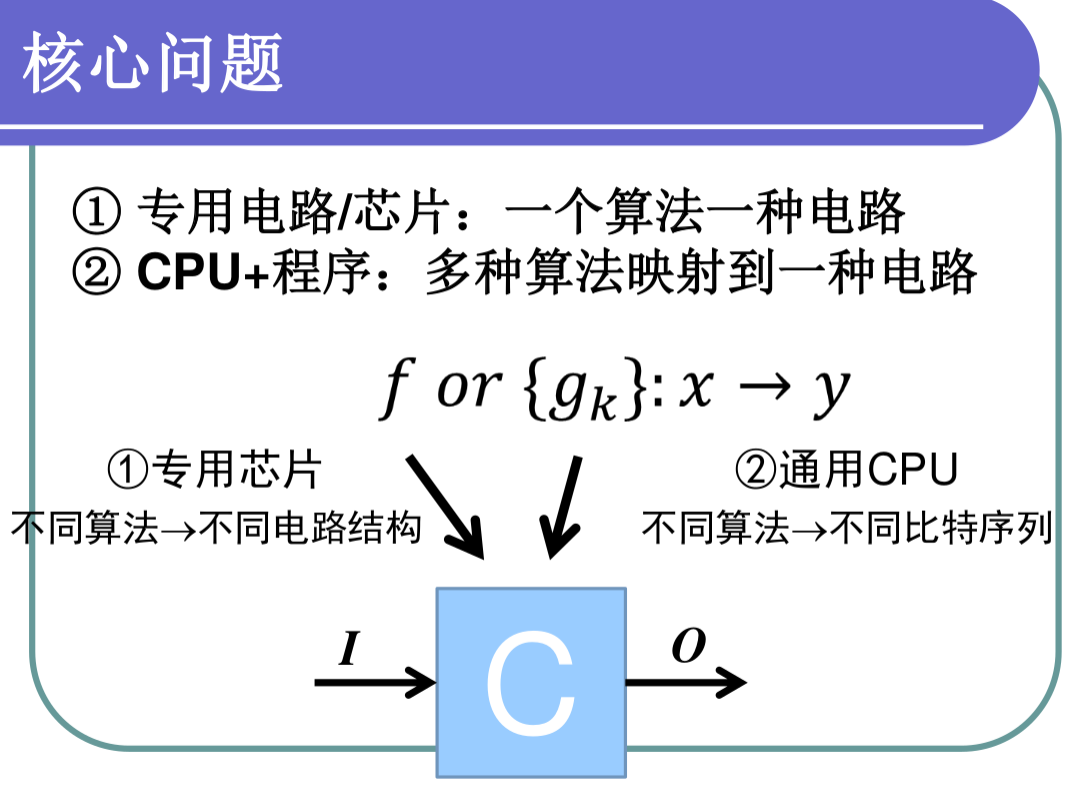 核心问题
① 专用电路/芯片：一个算法一种电路
② CPU+程序：多种算法映射到一种电路
f or {gₖ}: x → y
①专用芯片
②通用CPU
不同算法→不同电路结构
不同算法→不同比特序列
I
O
C